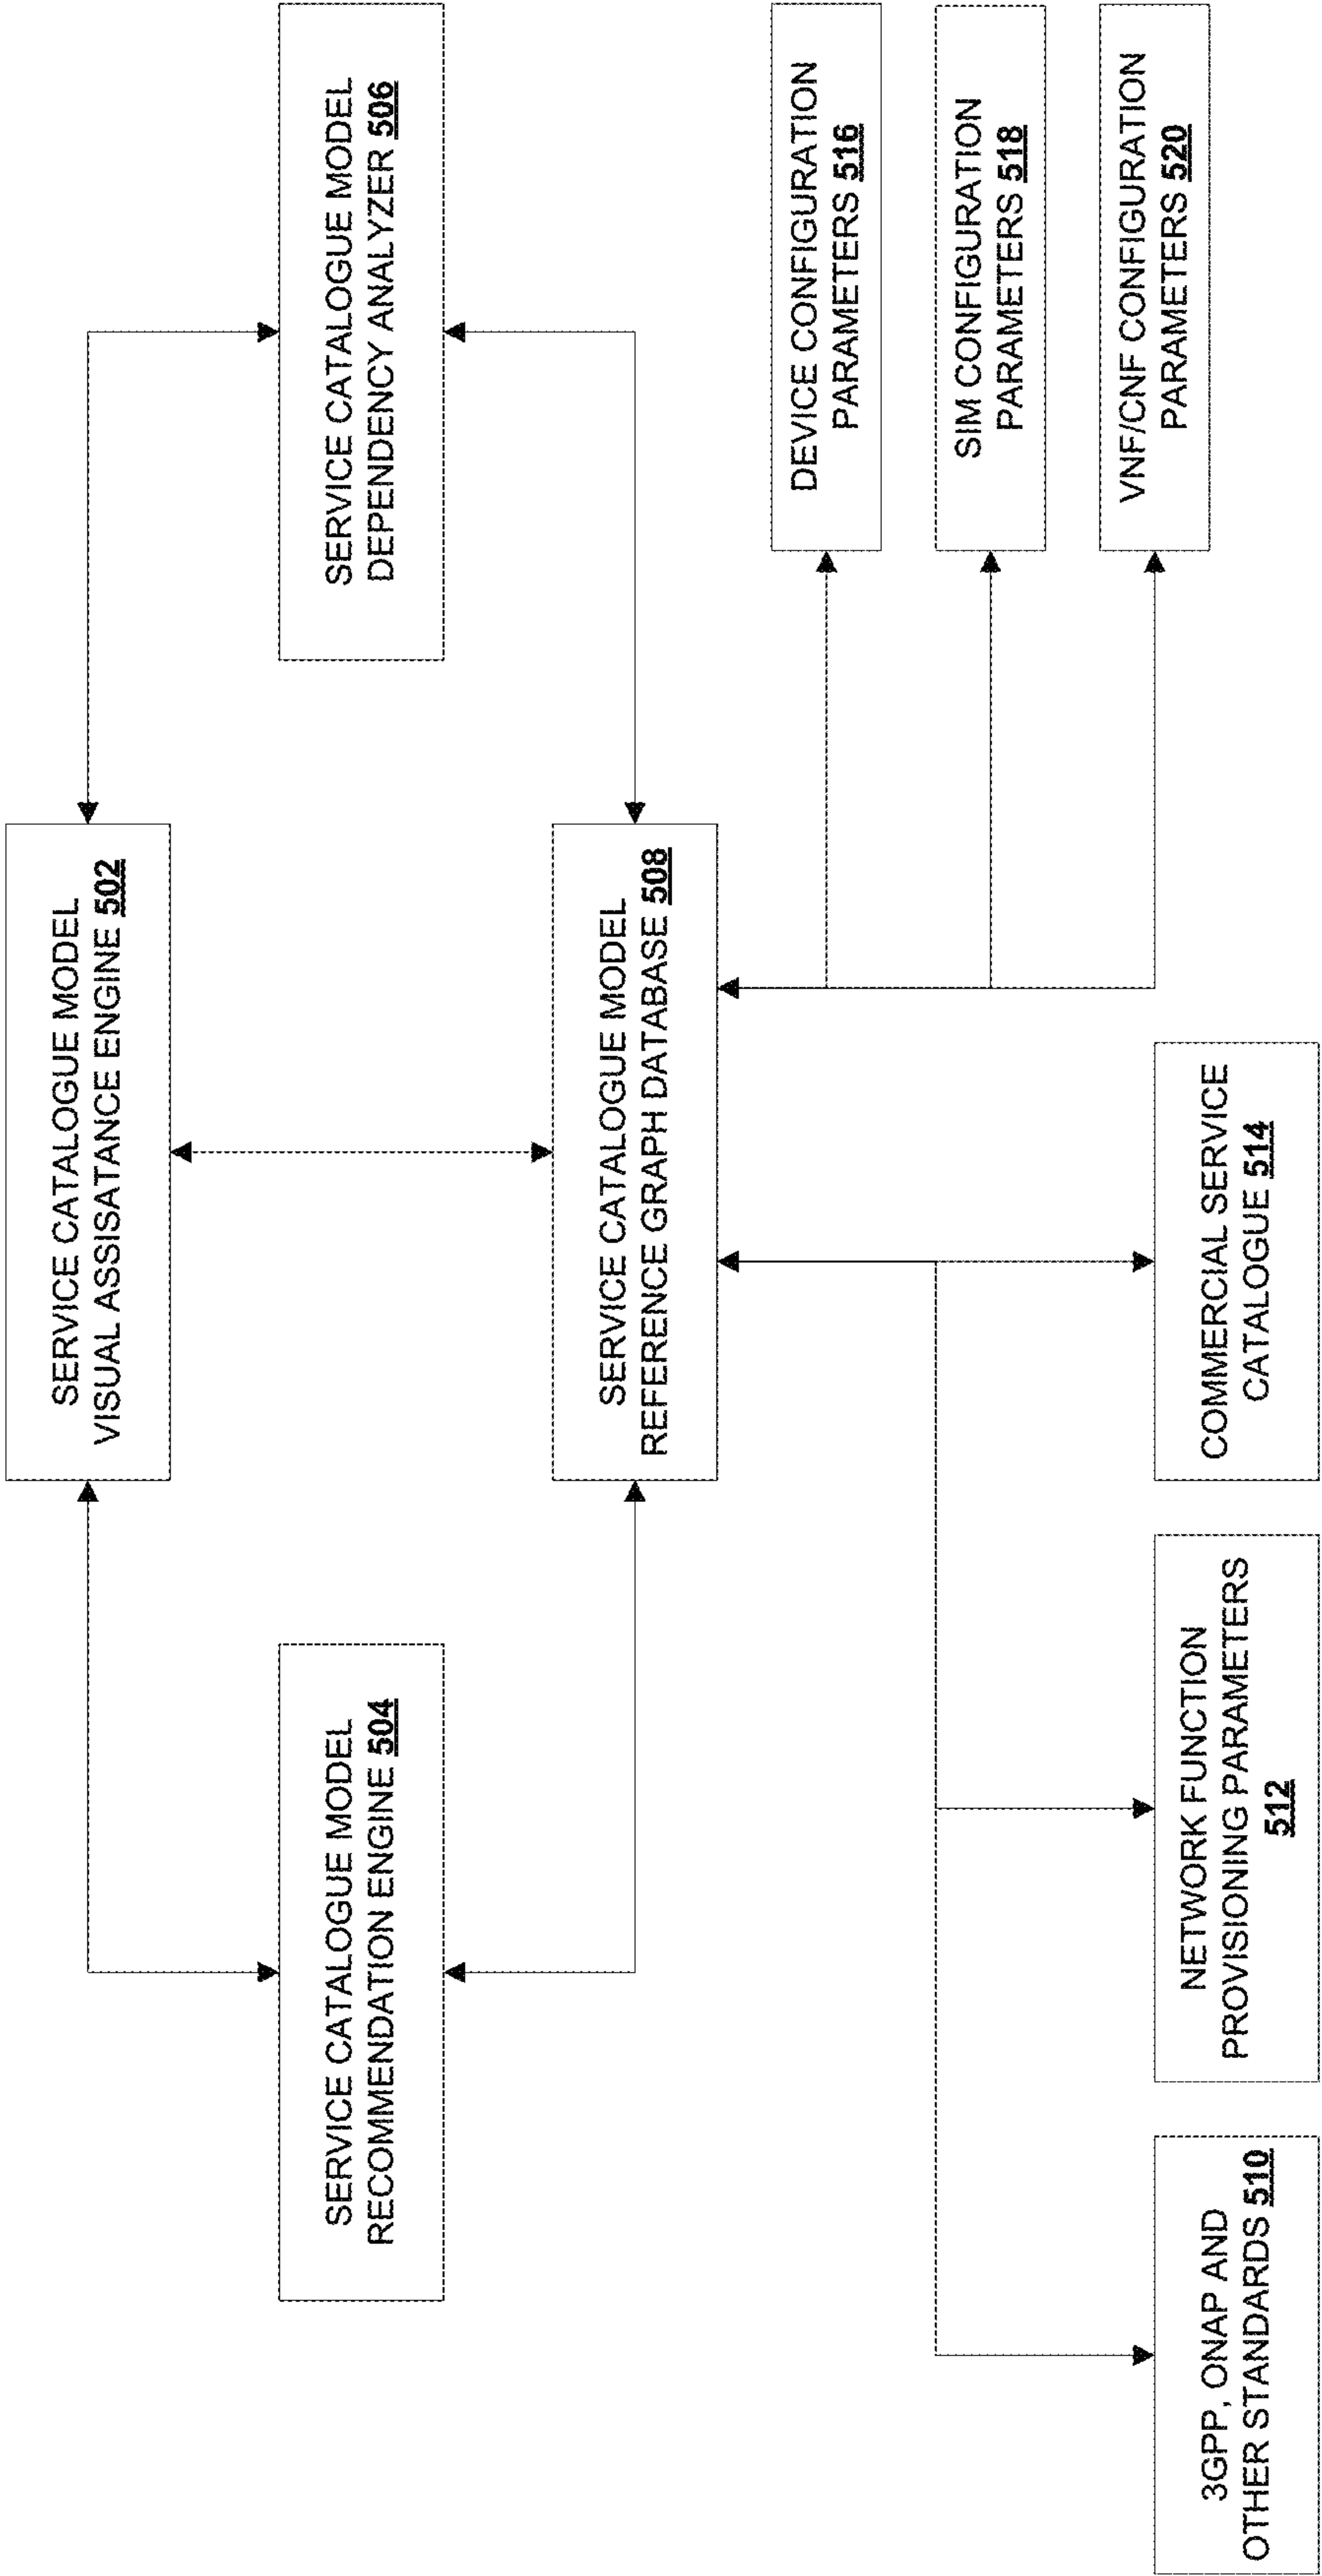 SERVICE CATALOGUE MODEL
VISUAL ASSISATANCE ENGINE 502
SERVICE CATALOGUE MODEL
RECOMMENDATION ENGINE 504
SERVICE CATALOGUE MODEL
DEPENDENCY ANALYZER 506
SERVICE CATALOGUE MODEL
REFERENCE GRAPH DATABASE 508
DEVICE CONFIGURATION
PARAMETERS 516
SIM CONFIGURATION
PARAMETERS 518
VNF/CNF CONFIGURATION
PARAMETERS 520
3GPP, ONAP AND
OTHER STANDARDS 510
NETWORK FUNCTION
PROVISIONING PARAMETERS
512
COMMERCIAL SERVICE
CATALOGUE 514